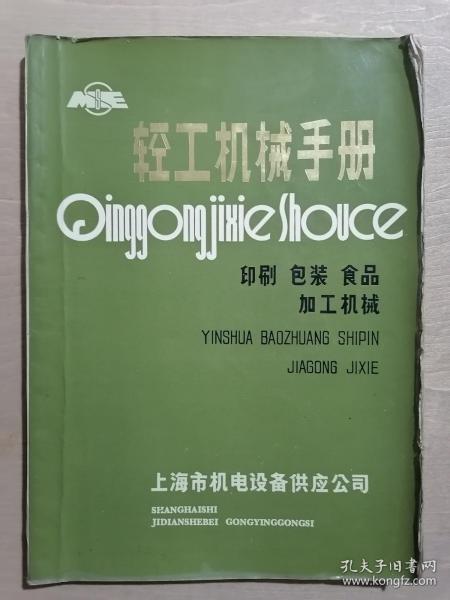 MSE
轻工机械手册
Qinggongjixie Shouce
印刷 包装 食品
加工机械
YINSHUA BAOZHUANG SHIPIN
JIAGONG JIXIE
上海市机电设备供应公司
SHANGHAISHI
JIDIANSHEBEI GONGYINGGONGSI
孔夫子旧书网
www.kongfz.com